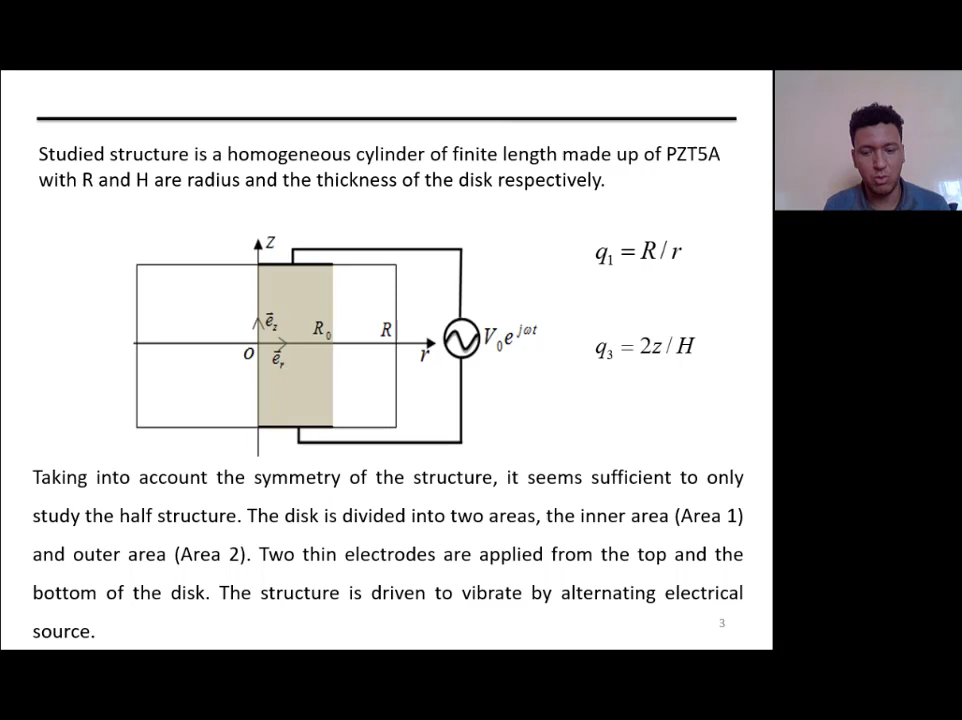 Studied structure is a homogeneous cylinder of finite length made up of PZT5A
with R and H are radius and the thickness of the disk respectively.
z
q₁ = R/r
e⃗z
R₀
R
V₀e^jωt
O
e⃗r
r
q₃ = 2z/H
Taking into account the symmetry of the structure, it seems sufficient to only
study the half structure. The disk is divided into two areas, the inner area (Area 1)
and outer area (Area 2). Two thin electrodes are applied from the top and the
bottom of the disk. The structure is driven to vibrate by alternating electrical
source.
3